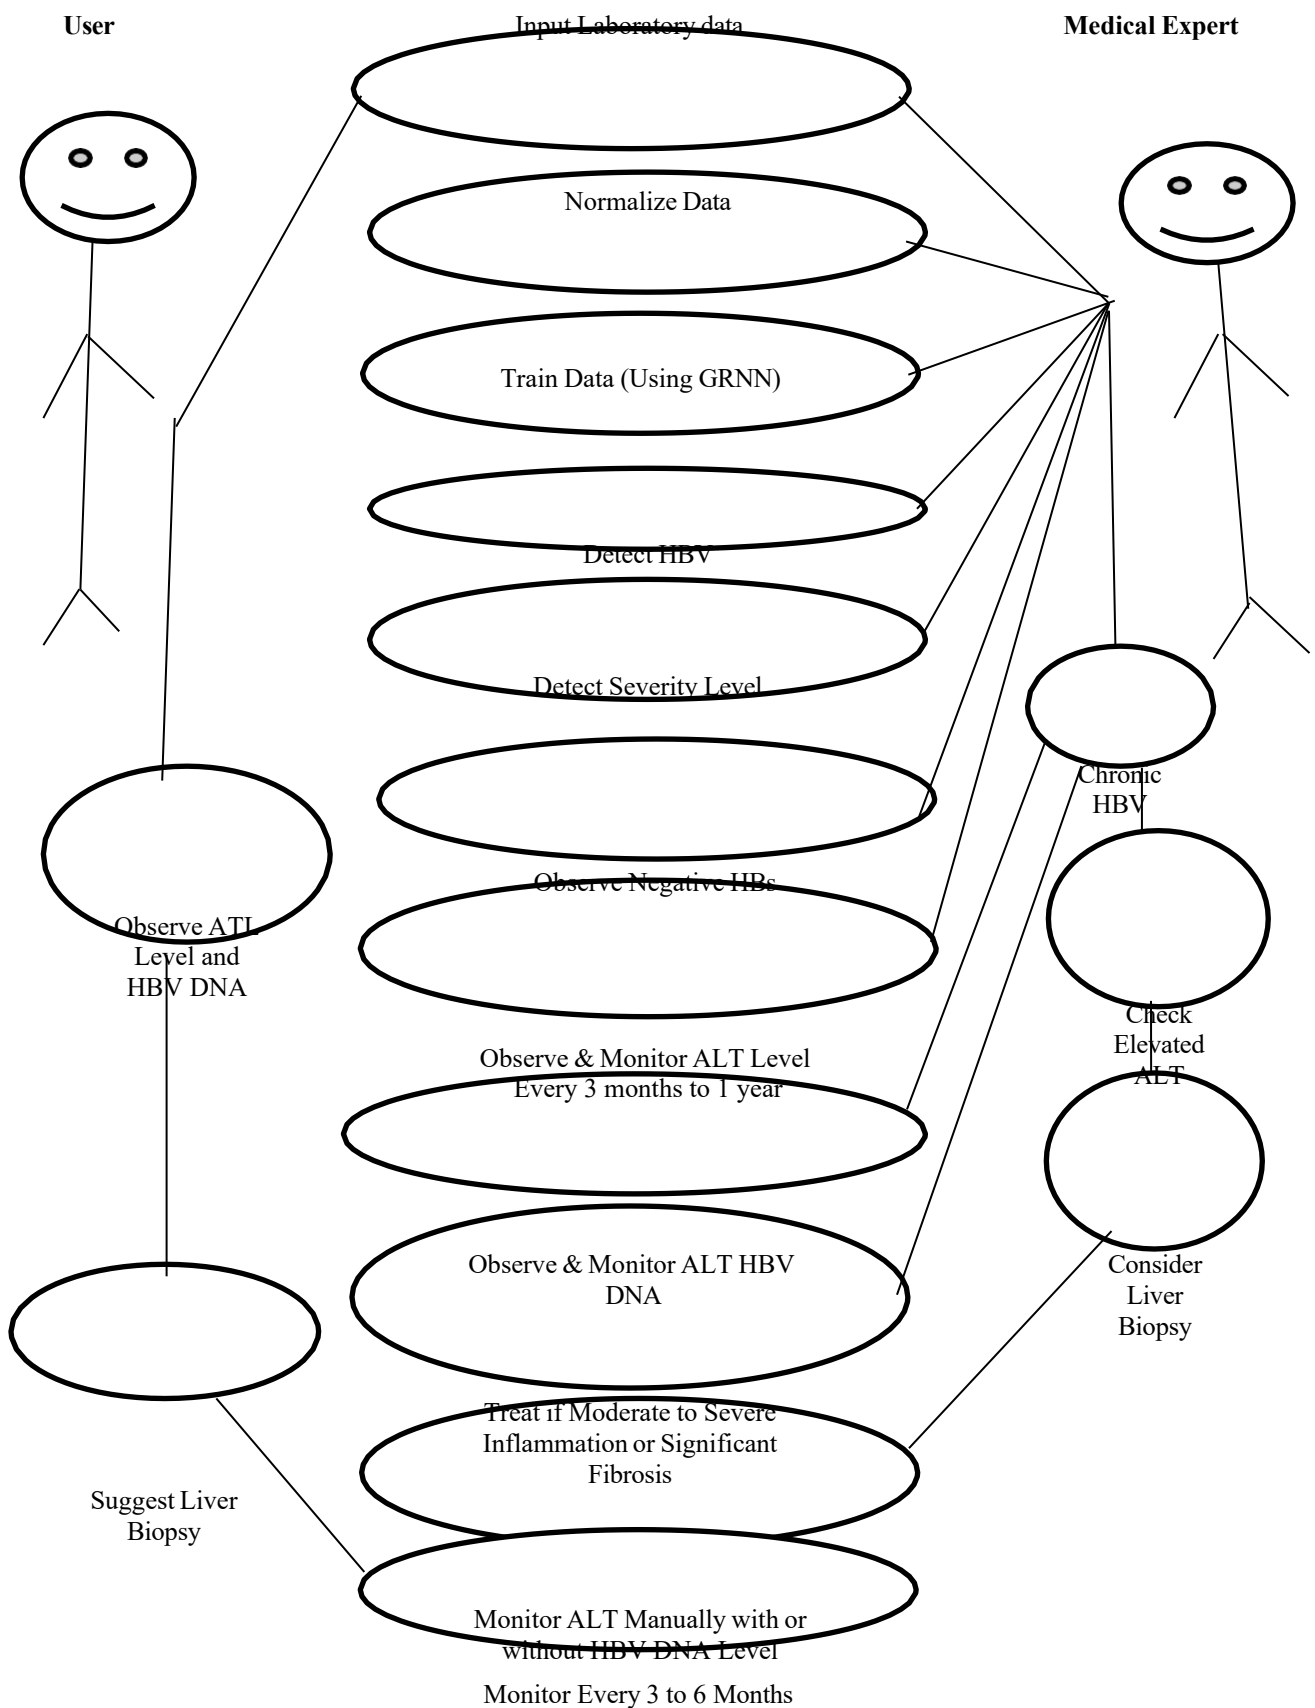 User
Input Laboratory data
Medical Expert
Normalize Data
Train Data (Using GRNN)
Detect HBV
Detect Severity Level
Chronic
HBV
Observe Negative HBs
Observe ATL
Level and
HBV DNA
Check
Elevated
ALT
Observe & Monitor ALT Level
Every 3 months to 1 year
Observe & Monitor ALT HBV
DNA
Consider
Liver
Biopsy
Treat if Moderate to Severe
Inflammation or Significant
Fibrosis
Suggest Liver
Biopsy
Monitor ALT Manually with or
without HBV DNA Level
Monitor Every 3 to 6 Months